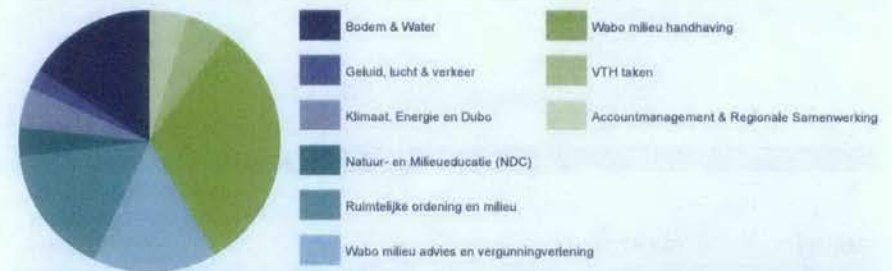 Bodem & Water
Geluid, lucht & verkeer
Klimaat, Energie en Dubo
Natuur- en Milieueducatie (NDC)
Ruimtelijke ordening en milieu
Wabo milieu advies en vergunningverlening
Wabo milieu handhaving
VTH taken
Accountmanagement & Regionale Samenwerking